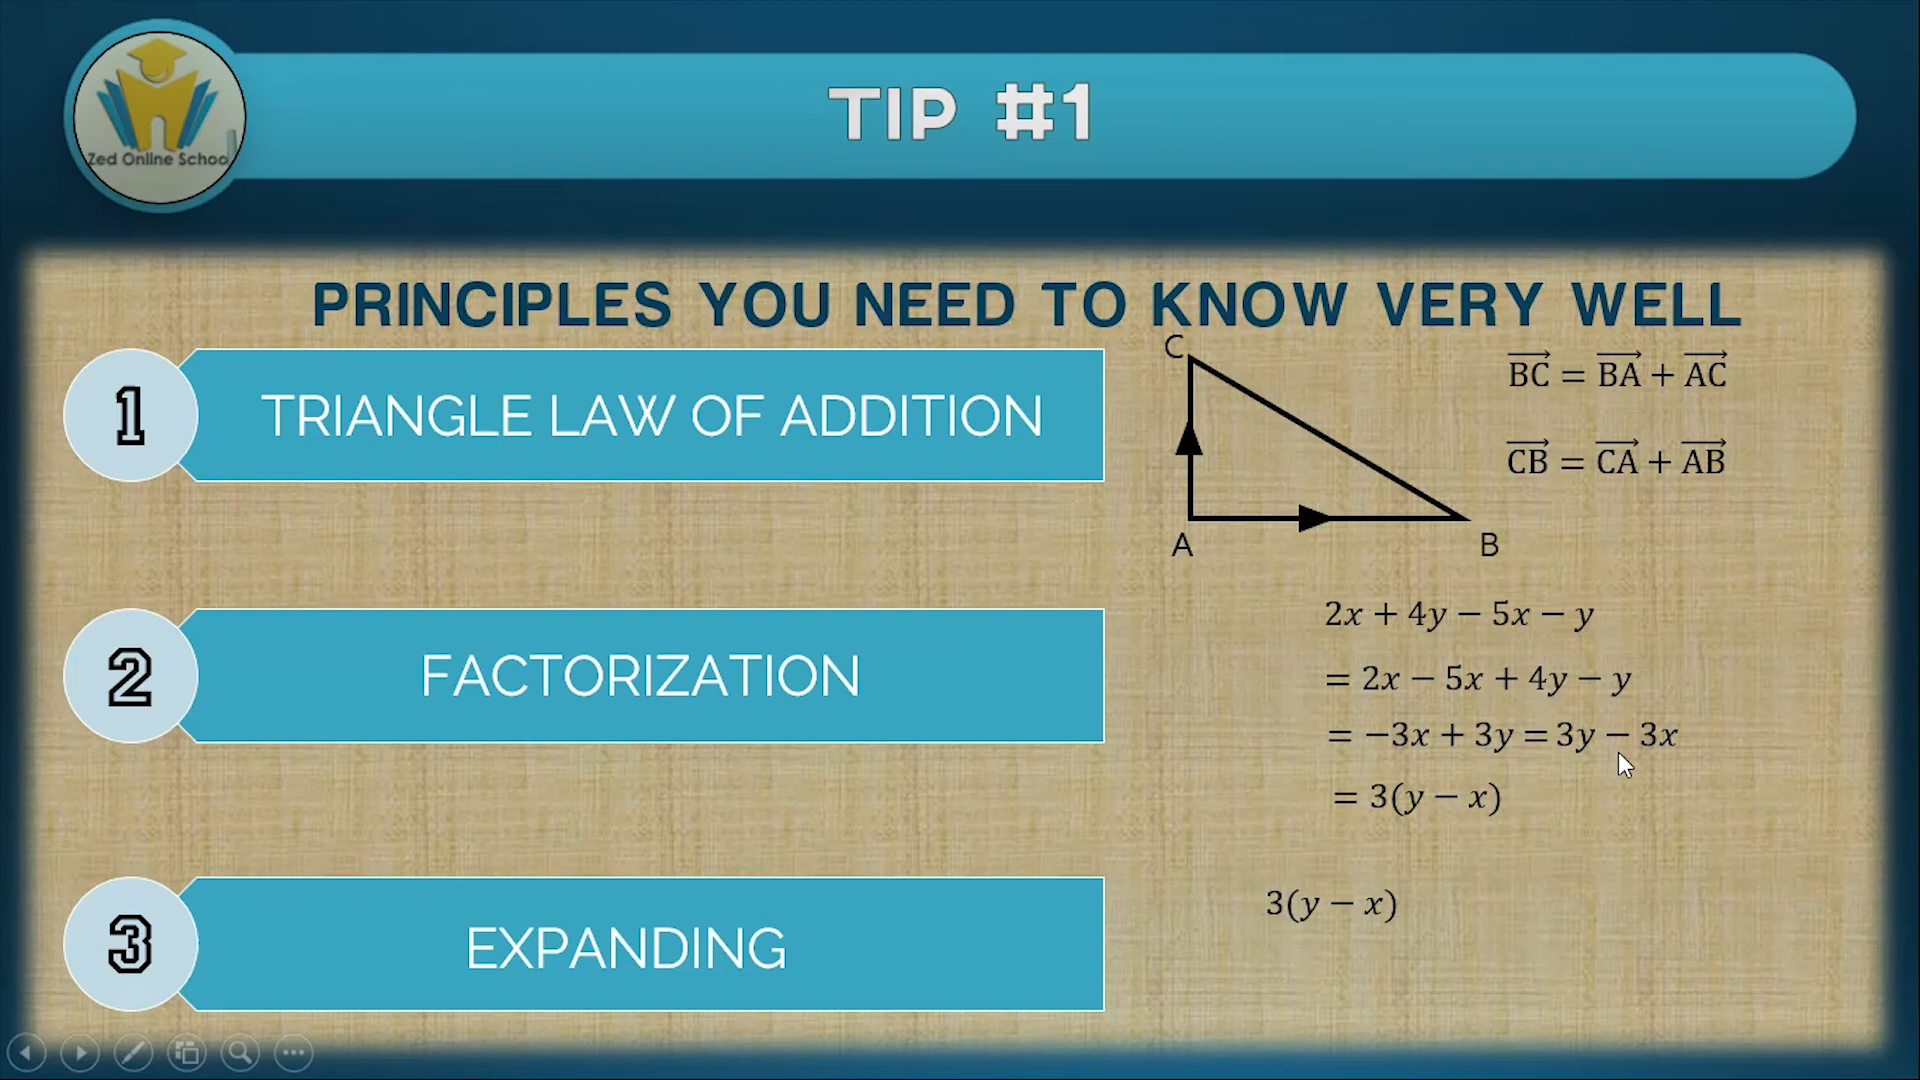 Zed Online School
TIP #1
PRINCIPLES YOU NEED TO KNOW VERY WELL
1
TRIANGLE LAW OF ADDITION
C
A
B
BC = BA + AC
CB = CA + AB
2
FACTORIZATION
2x + 4y − 5x − y
= 2x − 5x + 4y − y
= −3x + 3y = 3y − 3x
= 3(y − x)
3
EXPANDING
3(y − x)